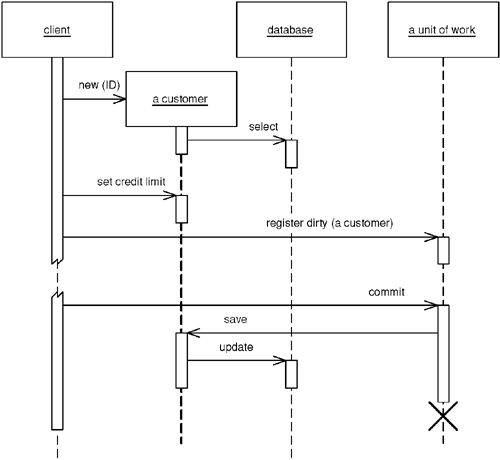 client
database
a unit of work
new (ID)
a customer
select
set credit limit
register dirty (a customer)
commit
save
update